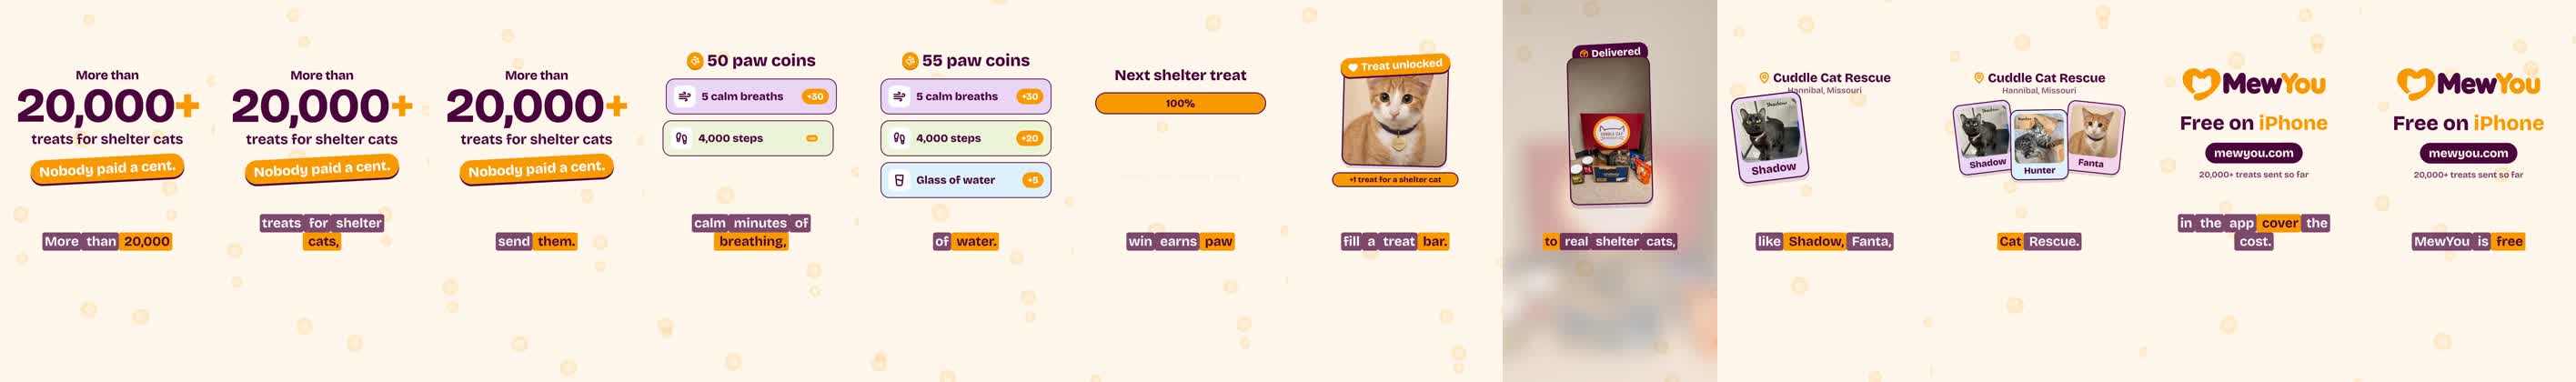 More than
20,000+
treats for shelter cats
Nobody paid a cent.
More than 20,000
More than
20,000+
treats for shelter cats
Nobody paid a cent.
treats for shelter
cats,
More than
20,000+
treats for shelter cats
Nobody paid a cent.
send them.
50 paw coins
5 calm breaths +30
4,000 steps
calm minutes of
breathing,
55 paw coins
5 calm breaths +30
4,000 steps +20
Glass of water +5
of water.
Next shelter treat
100%
win earns paw
Treat unlocked
+1 treat for a shelter cat
fill a treat bar.
Delivered
to real shelter cats,
Cuddle Cat Rescue
Hannibal, Missouri
Shadow
like Shadow, Fanta,
Cuddle Cat Rescue
Hannibal, Missouri
Shadow
Hunter
Fanta
Cat Rescue.
MewYou
Free on iPhone
mewyou.com
20,000+ treats sent so far
in the app cover the
cost.
MewYou
Free on iPhone
mewyou.com
20,000+ treats sent so far
MewYou is free